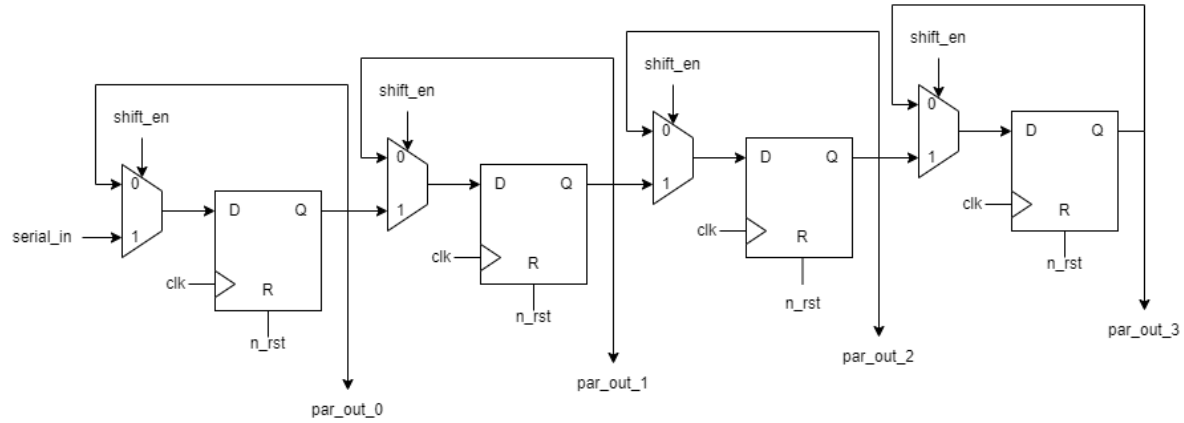 shift_en
0
1
serial_in
D
Q
clk
R
n_rst
par_out_0
shift_en
0
1
D
Q
clk
R
n_rst
par_out_1
shift_en
0
1
D
Q
clk
R
n_rst
par_out_2
shift_en
0
1
D
Q
clk
R
n_rst
par_out_3